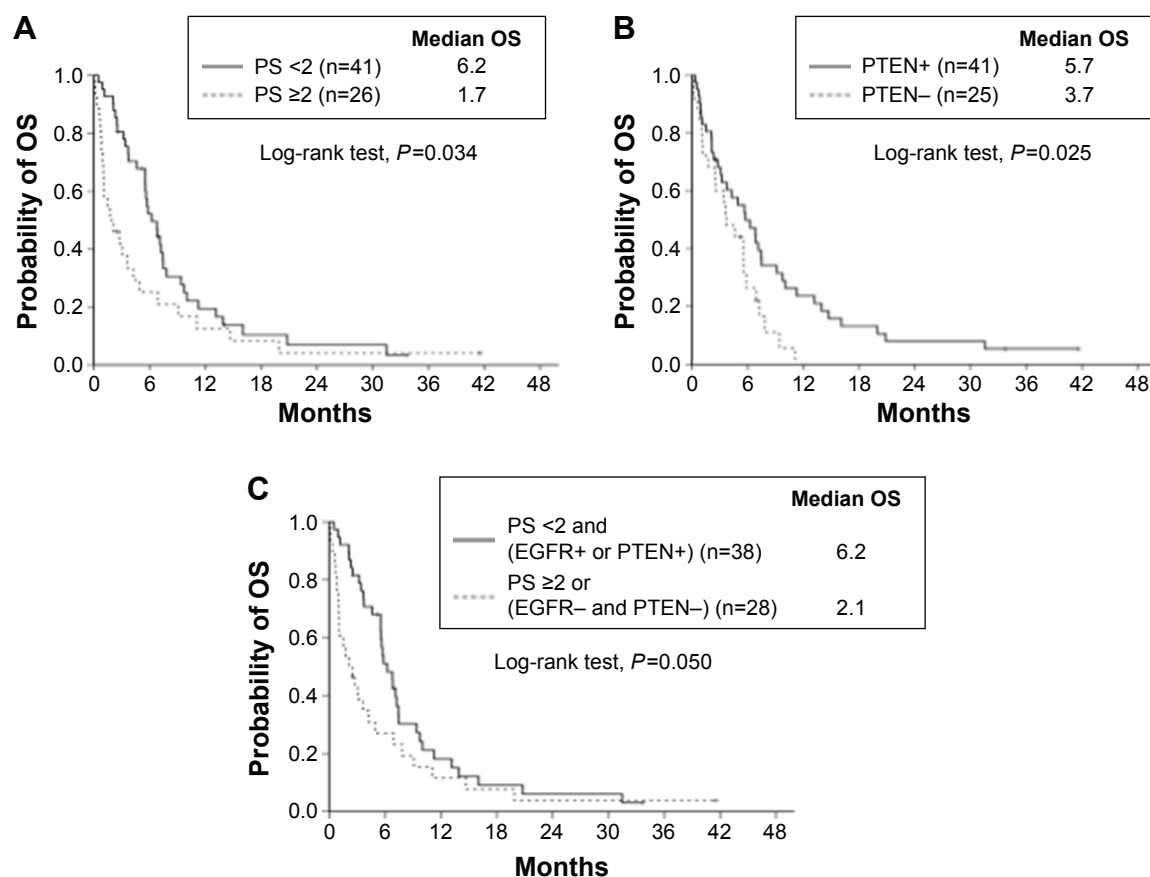 A
Median OS
PS <2 (n=41) 6.2
PS ≥2 (n=26) 1.7
Log-rank test, P=0.034
Probability of OS
1.0
0.8
0.6
0.4
0.2
0.0
0 6 12 18 24 30 36 42 48
Months
B
Median OS
PTEN+ (n=41) 5.7
PTEN– (n=25) 3.7
Log-rank test, P=0.025
Probability of OS
1.0
0.8
0.6
0.4
0.2
0.0
0 6 12 18 24 30 36 42 48
Months
C
Median OS
PS <2 and
(EGFR+ or PTEN+) (n=38) 6.2
PS ≥2 or
(EGFR– and PTEN–) (n=28) 2.1
Log-rank test, P=0.050
Probability of OS
1.0
0.8
0.6
0.4
0.2
0.0
0 6 12 18 24 30 36 42 48
Months